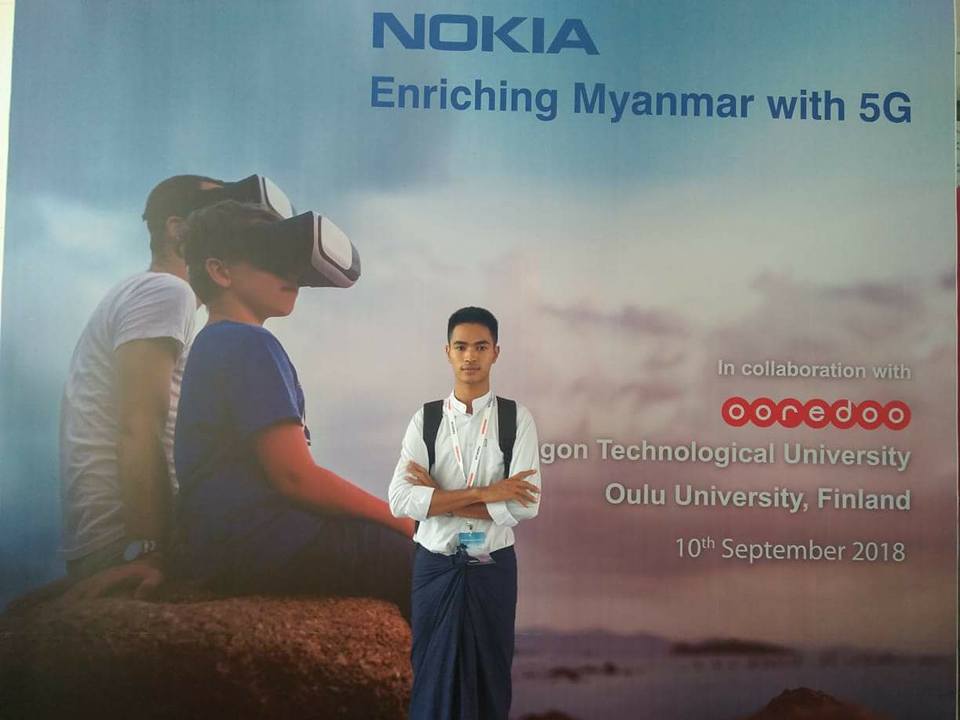 NOKIA
Enriching Myanmar with 5G
In collaboration with
ooredoo
gon Technological University
Oulu University, Finland
10th September 2018